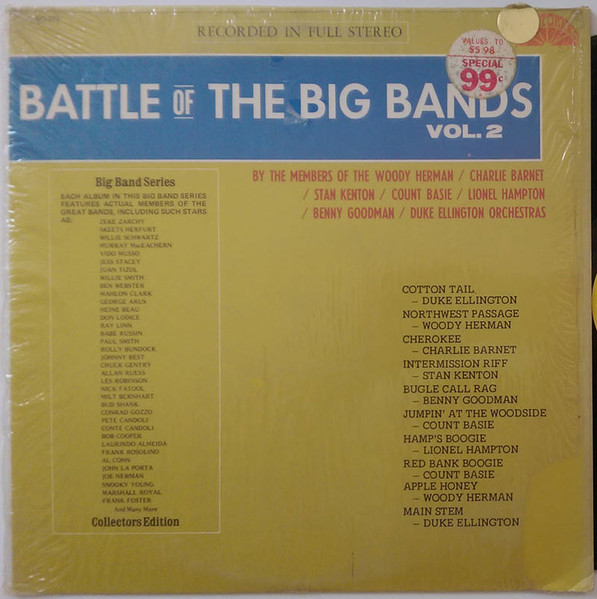 RECORDED IN FULL STEREO
VALUES TO
$5.98
SPECIAL
99¢
BATTLE OF THE BIG BANDS
VOL. 2
BY THE MEMBERS OF THE WOODY HERMAN / CHARLIE BARNET
/ STAN KENTON / COUNT BASIE / LIONEL HAMPTON
/ BENNY GOODMAN / DUKE ELLINGTON ORCHESTRAS
Big Band Series
EACH ALBUM IN THIS BIG BAND SERIES
FEATURES ACTUAL MEMBERS OF THE
GREAT BANDS, INCLUDING SUCH STARS
AS:
ZEKE ZARCHY
SKEETS HERFURT
WILLIE SCHWARTZ
MURRAY MacEACHERN
VIDO MUSSO
JESS STACEY
JUAN TIZOL
WILLIE SMITH
BEN WEBSTER
MAHLON CLARK
GEORGE ARUS
HEINE BEAU
DON LODICE
RAY LINN
BABE RUSSIN
PAUL SMITH
ROLLY BUNDOCK
JOHNNY BEST
CHUCK GENTRY
ALLAN REUSS
LES ROBINSON
NICK FATOOL
MILT BERNHART
BUD SHANK
CONRAD GOZZO
PETE CANDOLI
CONTE CANDOLI
BOB COOPER
LAURINDO ALMEIDA
FRANK ROSOLINO
AL COHN
JOHN LA PORTA
JOE NEWMAN
SNOOKY YOUNG
MARSHALL ROYAL
FRANK FOSTER
And Many More
Collectors Edition
COTTON TAIL
– DUKE ELLINGTON
NORTHWEST PASSAGE
– WOODY HERMAN
CHEROKEE
– CHARLIE BARNET
INTERMISSION RIFF
– STAN KENTON
BUGLE CALL RAG
– BENNY GOODMAN
JUMPIN' AT THE WOODSIDE
– COUNT BASIE
HAMP'S BOOGIE
– LIONEL HAMPTON
RED BANK BOOGIE
– COUNT BASIE
APPLE HONEY
– WOODY HERMAN
MAIN STEM
– DUKE ELLINGTON